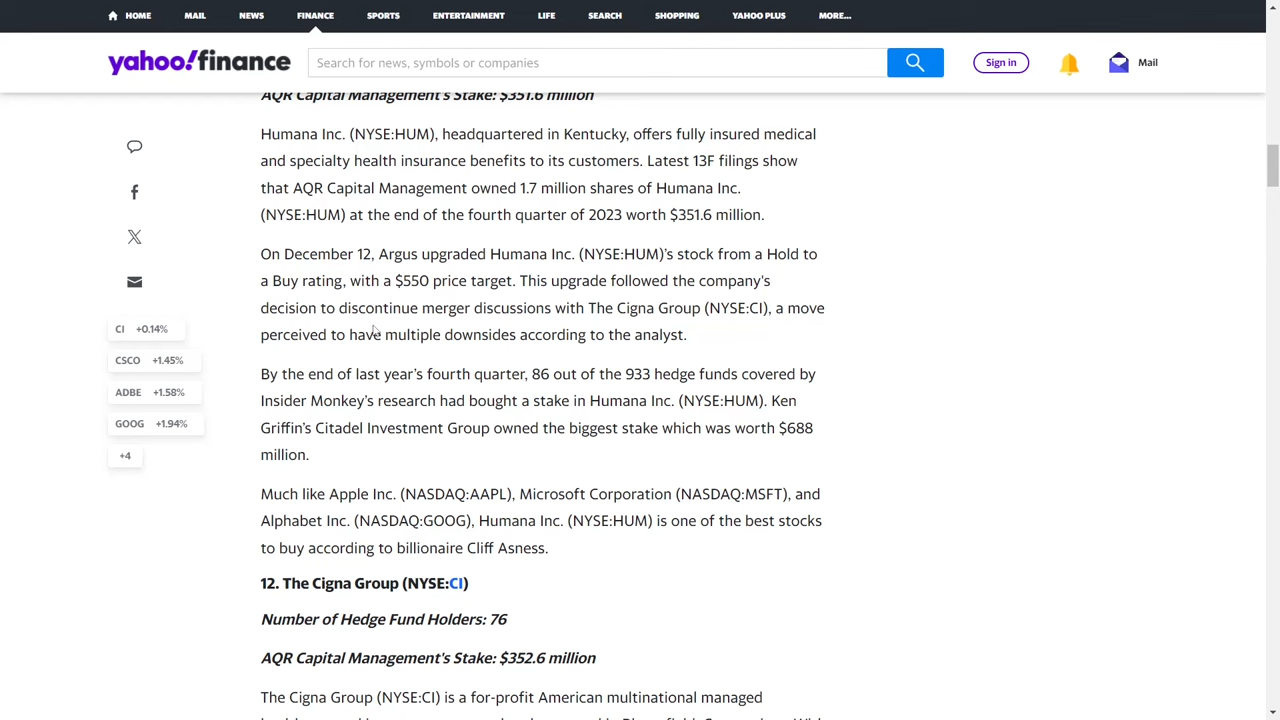 HOME
MAIL
NEWS
FINANCE
SPORTS
ENTERTAINMENT
LIFE
SEARCH
SHOPPING
YAHOO PLUS
MORE...
yahoo!finance
Search for news, symbols or companies
Sign in
Mail
AQR Capital Management's Stake: $351.6 million
Humana Inc. (NYSE:HUM), headquartered in Kentucky, offers fully insured medical
and specialty health insurance benefits to its customers. Latest 13F filings show
that AQR Capital Management owned 1.7 million shares of Humana Inc.
(NYSE:HUM) at the end of the fourth quarter of 2023 worth $351.6 million.
On December 12, Argus upgraded Humana Inc. (NYSE:HUM)’s stock from a Hold to
a Buy rating, with a $550 price target. This upgrade followed the company's
decision to discontinue merger discussions with The Cigna Group (NYSE:CI), a move
perceived to have multiple downsides according to the analyst.
CI +0.14%
CSCO +1.45%
ADBE +1.58%
GOOG +1.94%
+4
By the end of last year’s fourth quarter, 86 out of the 933 hedge funds covered by
Insider Monkey’s research had bought a stake in Humana Inc. (NYSE:HUM). Ken
Griffin’s Citadel Investment Group owned the biggest stake which was worth $688
million.
Much like Apple Inc. (NASDAQ:AAPL), Microsoft Corporation (NASDAQ:MSFT), and
Alphabet Inc. (NASDAQ:GOOG), Humana Inc. (NYSE:HUM) is one of the best stocks
to buy according to billionaire Cliff Asness.
12. The Cigna Group (NYSE:CI)
Number of Hedge Fund Holders: 76
AQR Capital Management's Stake: $352.6 million
The Cigna Group (NYSE:CI) is a for-profit American multinational managed